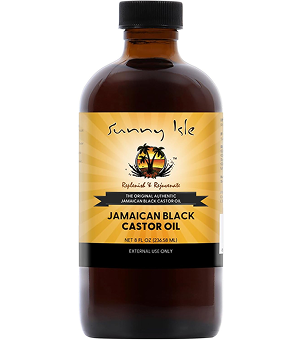 Sunny Isle
Replenish & Rejuvenate
THE ORIGINAL AUTHENTIC
JAMAICAN BLACK CASTOR OIL
JAMAICAN BLACK
CASTOR OIL
NET 8 FL OZ (236.58 ML)
EXTERNAL USE ONLY